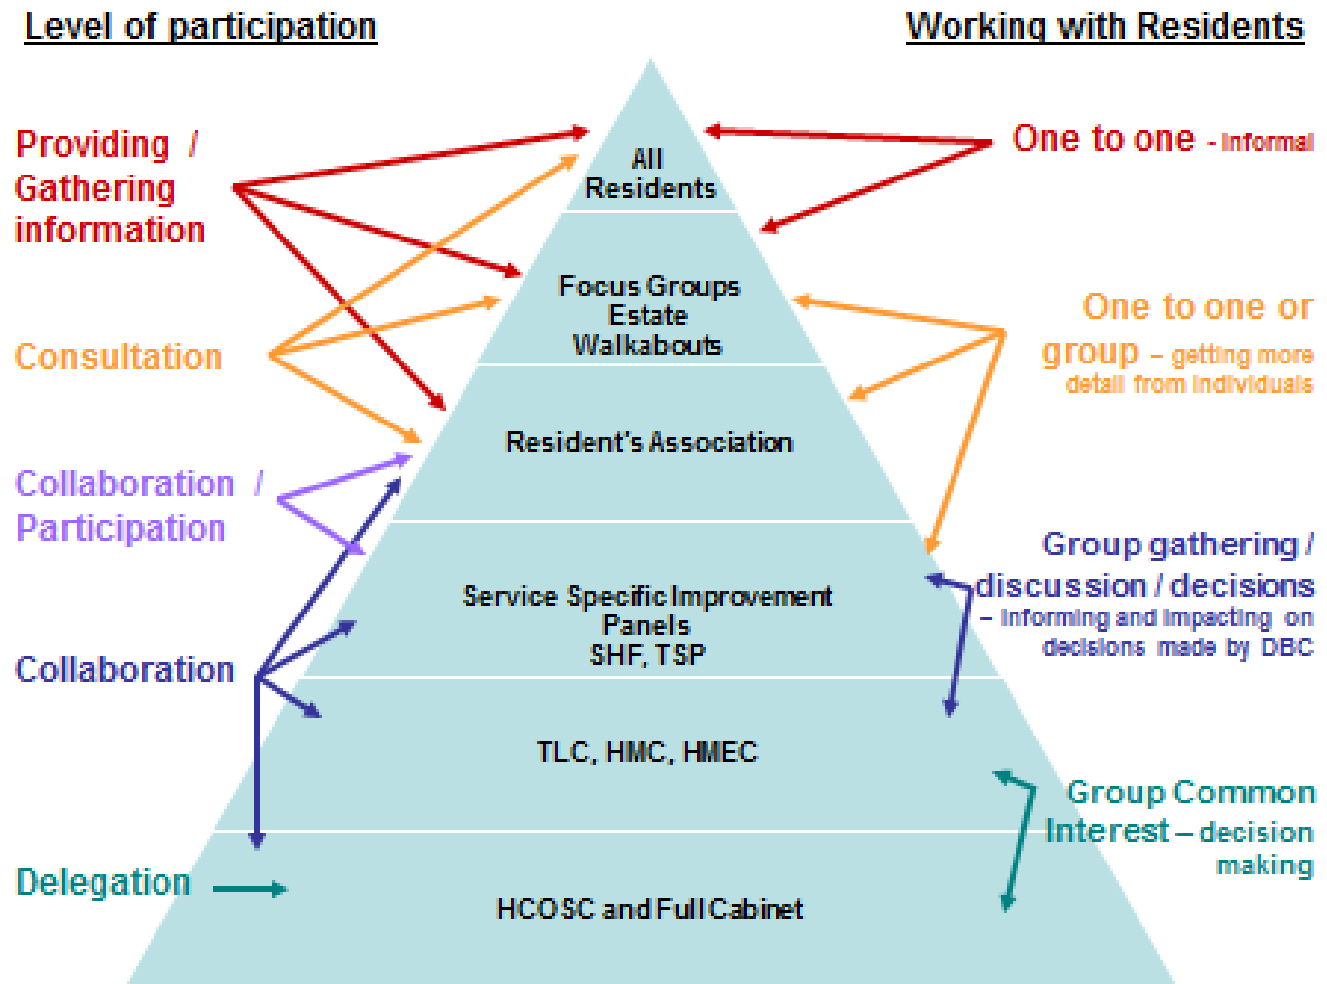 Level of participation
Working with Residents
Providing /
Gathering
information
Consultation
Collaboration /
Participation
Collaboration
Delegation
All
Residents
Focus Groups
Estate
Walkabouts
Resident's Association
Service Specific Improvement
Panels
SHF, TSP
TLC, HMC, HMEC
HCOSC and Full Cabinet
One to one - Informal
One to one or
group – getting more
detail from individuals
Group gathering /
discussion / decisions
– informing and impacting on
decisions made by DBC
Group Common
Interest – decision
making